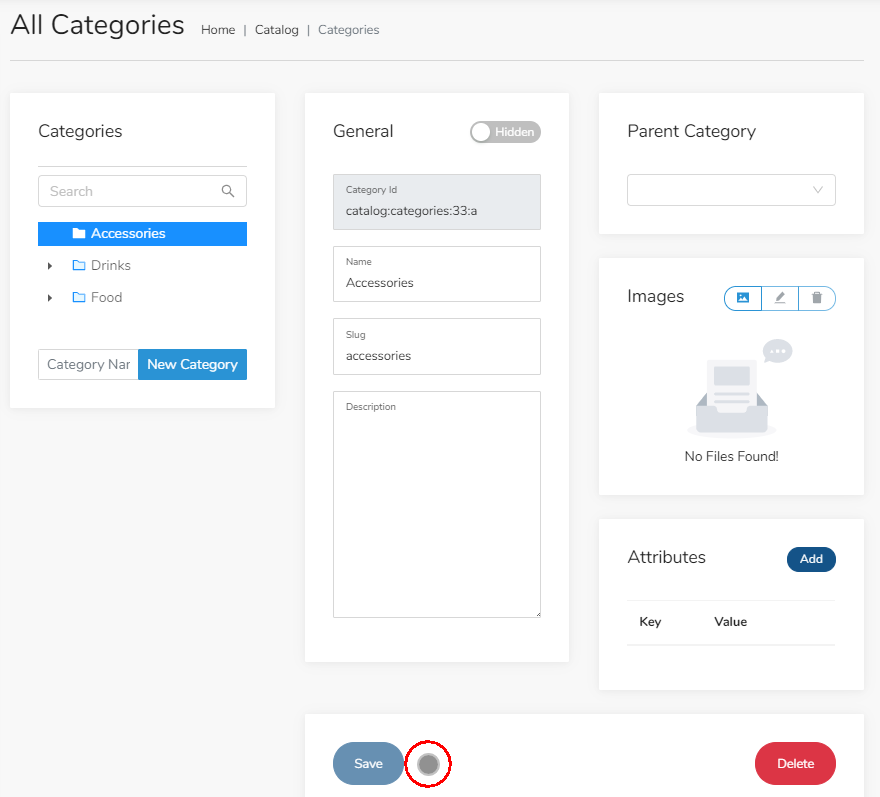 All Categories Home | Catalog | Categories
Categories
Search
Accessories
Drinks
Food
Category Nar New Category
General Hidden
Category Id
catalog:categories:33:a
Name
Accessories
Slug
accessories
Description
Parent Category
Images
No Files Found!
Attributes Add
Key Value
Save Delete